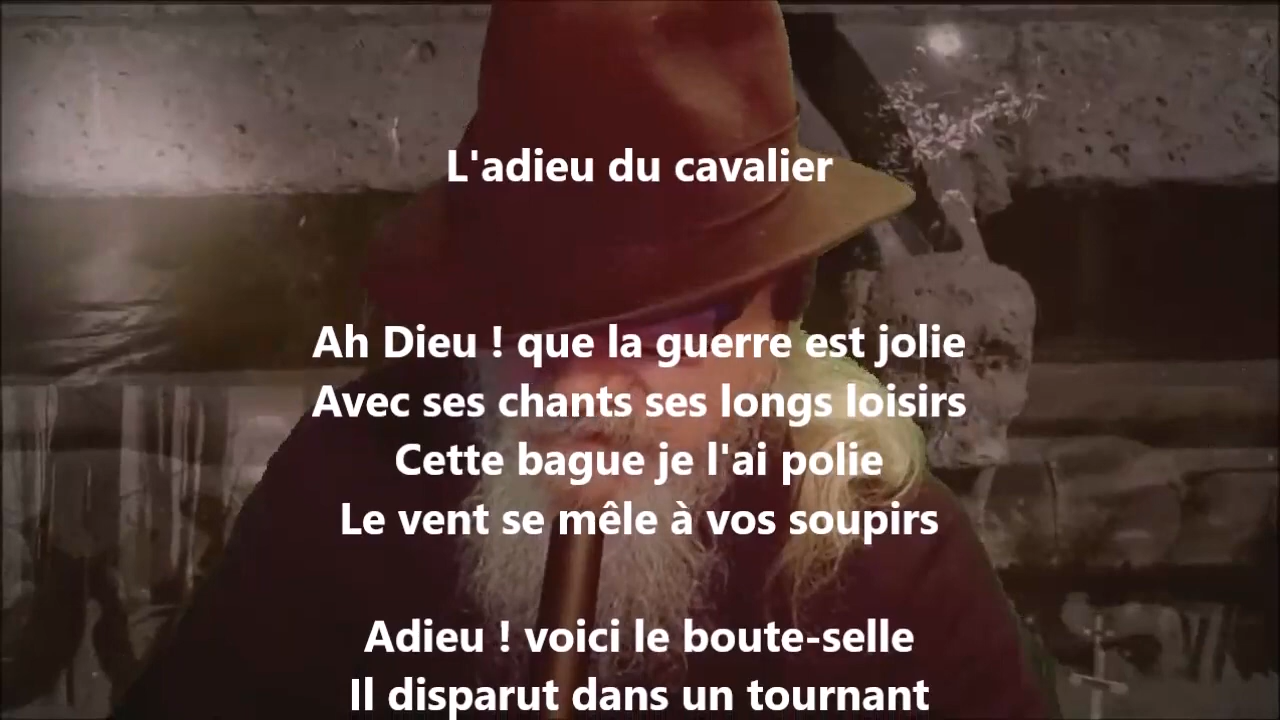 L'adieu du cavalier
Ah Dieu ! que la guerre est jolie
Avec ses chants ses longs loisirs
Cette bague je l'ai polie
Le vent se mêle à vos soupirs
Adieu ! voici le boute-selle
Il disparut dans un tournant